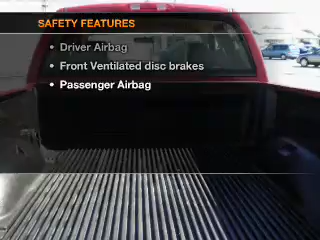 SAFETY FEATURES
• Driver Airbag
• Front Ventilated disc brakes
• Passenger Airbag